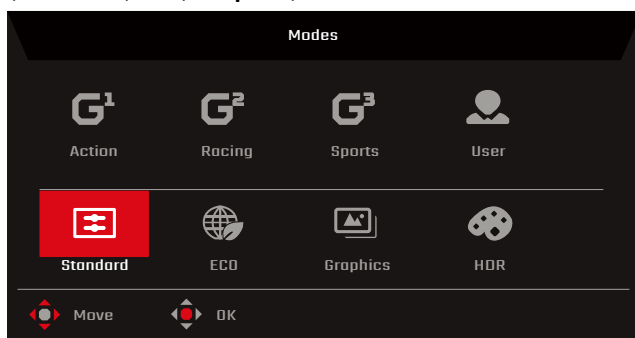 Modes
G1 G2 G3
Action Racing Sports User
Standard ECO Graphics HDR
Move OK